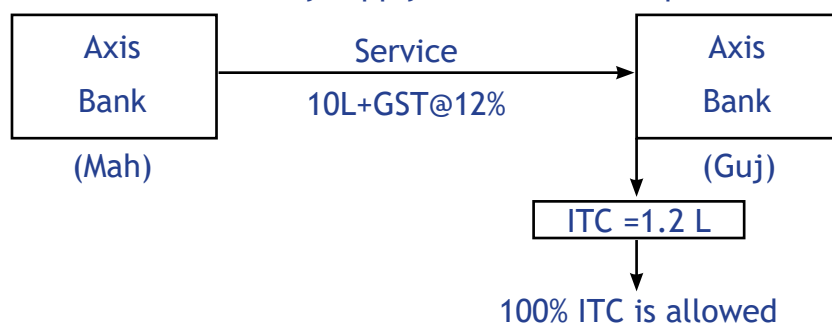 Axis
Bank
(Mah)
Service
10L+GST@12%
Axis
Bank
(Guj)
ITC =1.2 L
100% ITC is allowed